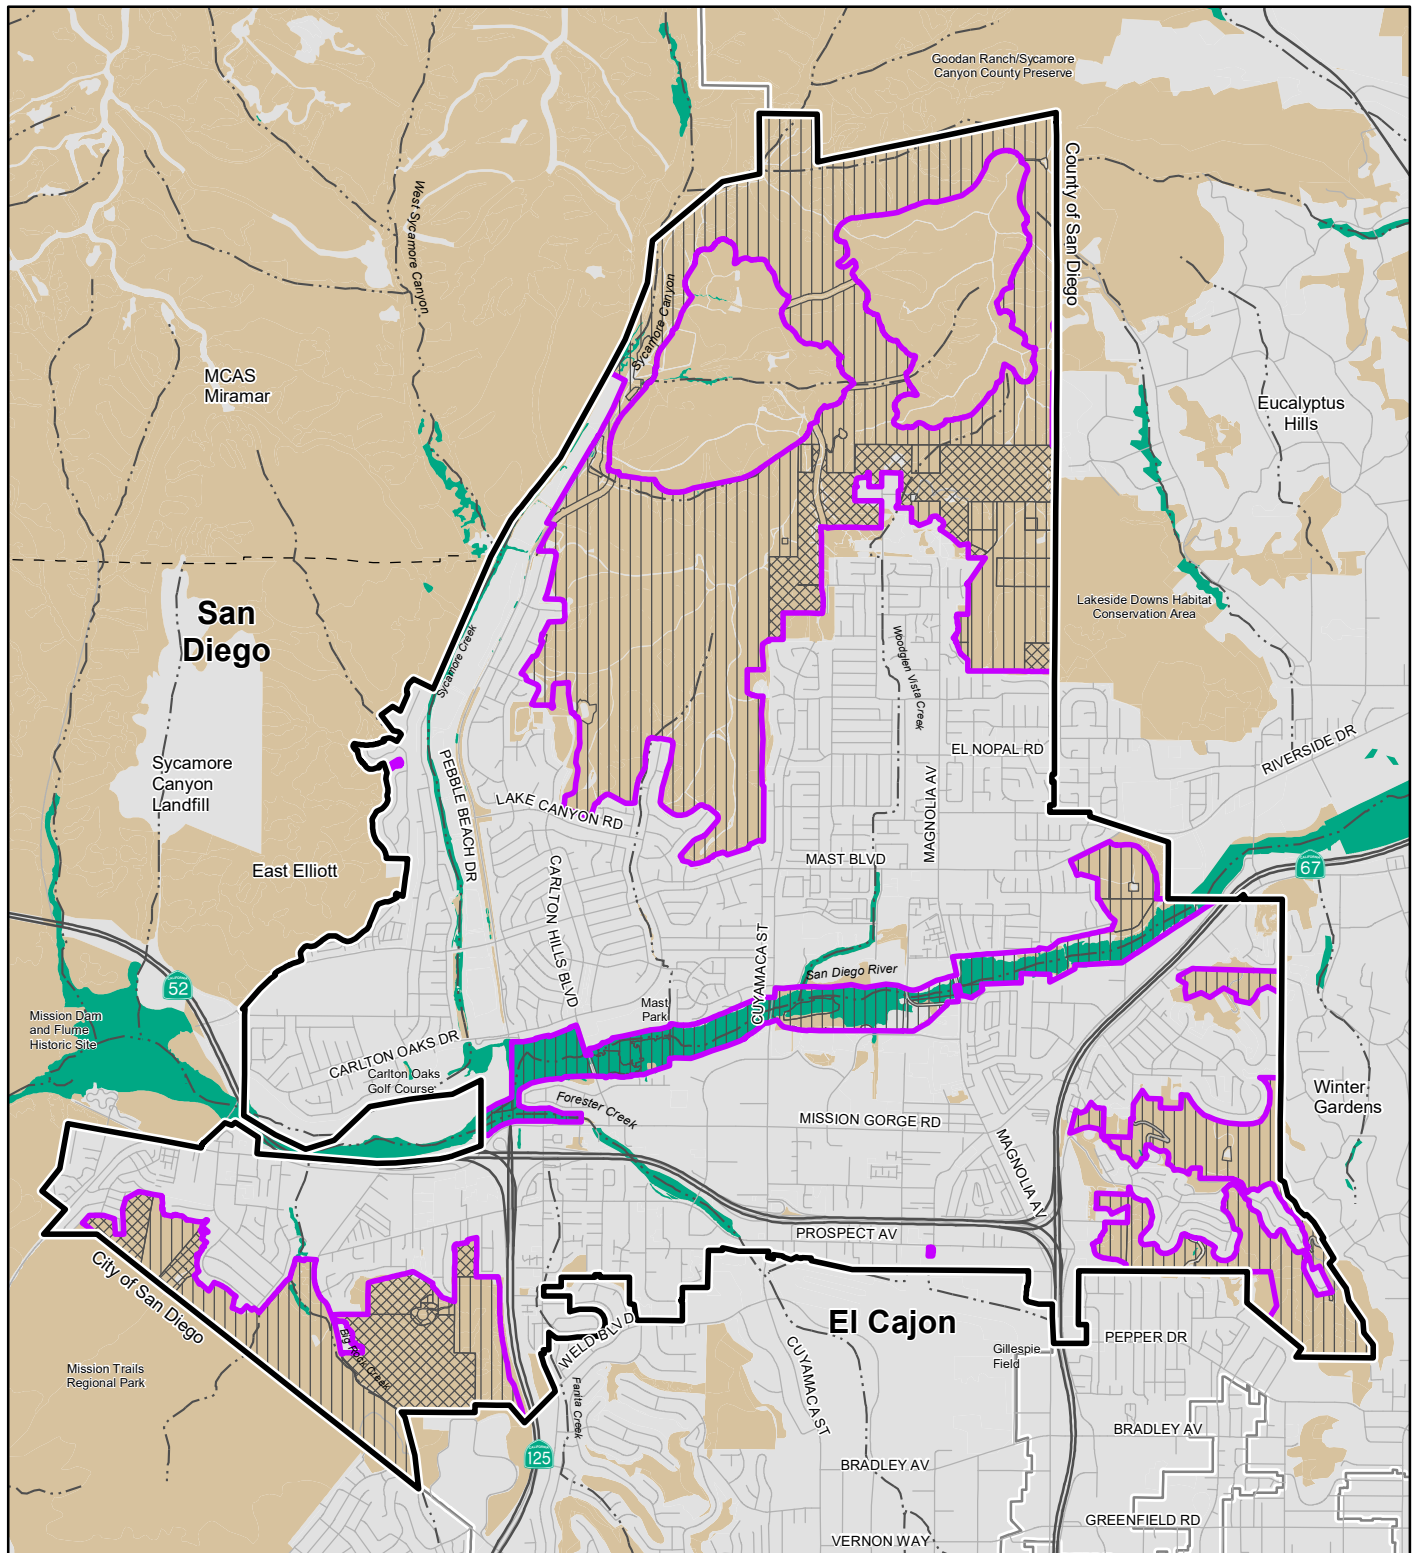 Goodan Ranch/Sycamore
Canyon County Preserve
County of San Diego
West Sycamore Canyon
Sycamore Canyon
MCAS
Miramar
Eucalyptus
Hills
San
Diego
Lakeside Downs Habitat
Conservation Area
Sycamore Creek
Woodglen Vista Creek
EL NOPAL RD
RIVERSIDE DR
Sycamore
Canyon
Landfill
PEBBLE BEACH DR
LAKE CANYON RD
MAGNOLIA AV
MAST BLVD
East Elliott
CARLTON HILLS BLVD
CALIFORNIA
67
CUYAMACA ST
San Diego River
CALIFORNIA
52
Mast
Park
Mission Dam
and Flume
Historic Site
CARLTON OAKS DR
Carlton Oaks
Golf Course
Forester Creek
MISSION GORGE RD
Winter
Gardens
MAGNOLIA AV
PROSPECT AV
City of San Diego
El Cajon
WELD BLVD
Big Rock Creek
PEPPER DR
Gillespie
Field
Mission Trails
Regional Park
CUYAMACA ST
Fanita Creek
BRADLEY AV
CALIFORNIA
125
BRADLEY AV
GREENFIELD RD
VERNON WAY